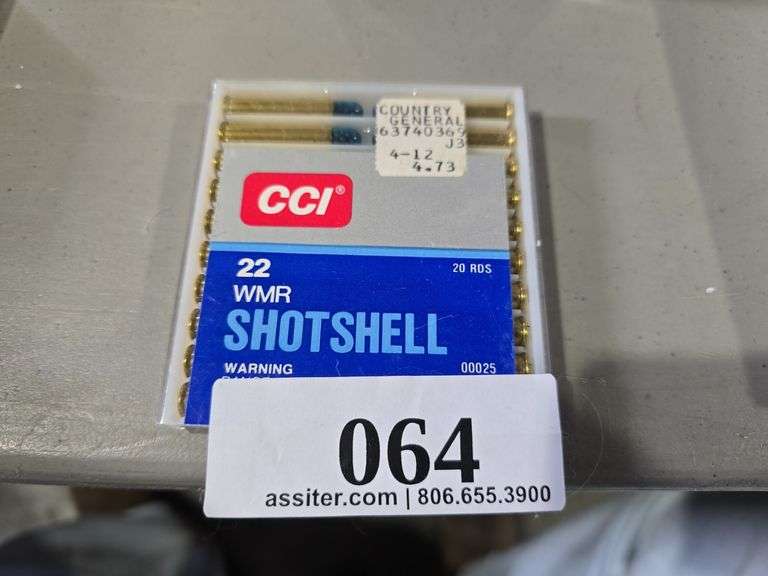 COUNTRY
GENERAL
63740369
J3
4-12
4.73
CCI®
22
20 RDS
WMR
SHOTSHELL
WARNING
00025
064
assiter.com | 806.655.3900